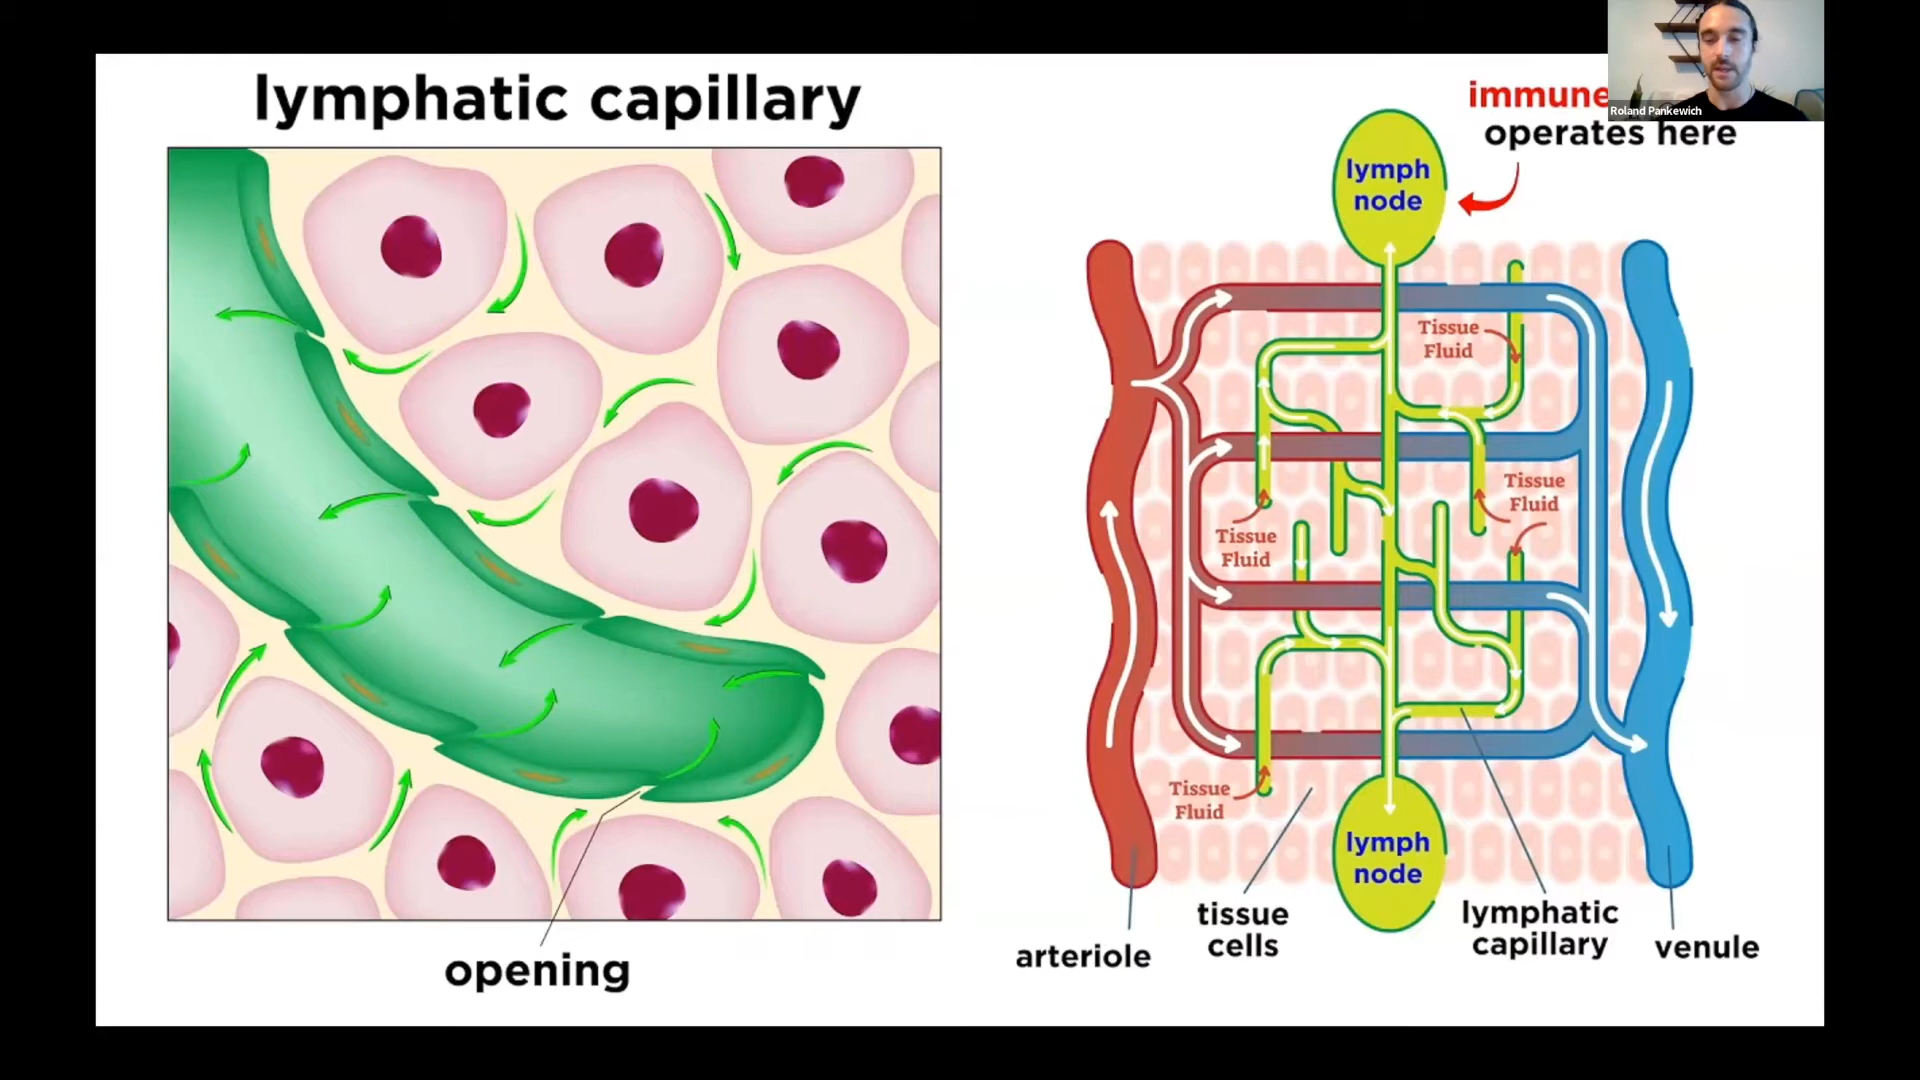 lymphatic capillary
opening
immune
operates here
Roland Pankewich
lymph
node
Tissue
Fluid
Tissue
Fluid
Tissue
Fluid
Tissue
Fluid
lymph
node
arteriole
tissue
cells
lymphatic
capillary
venule